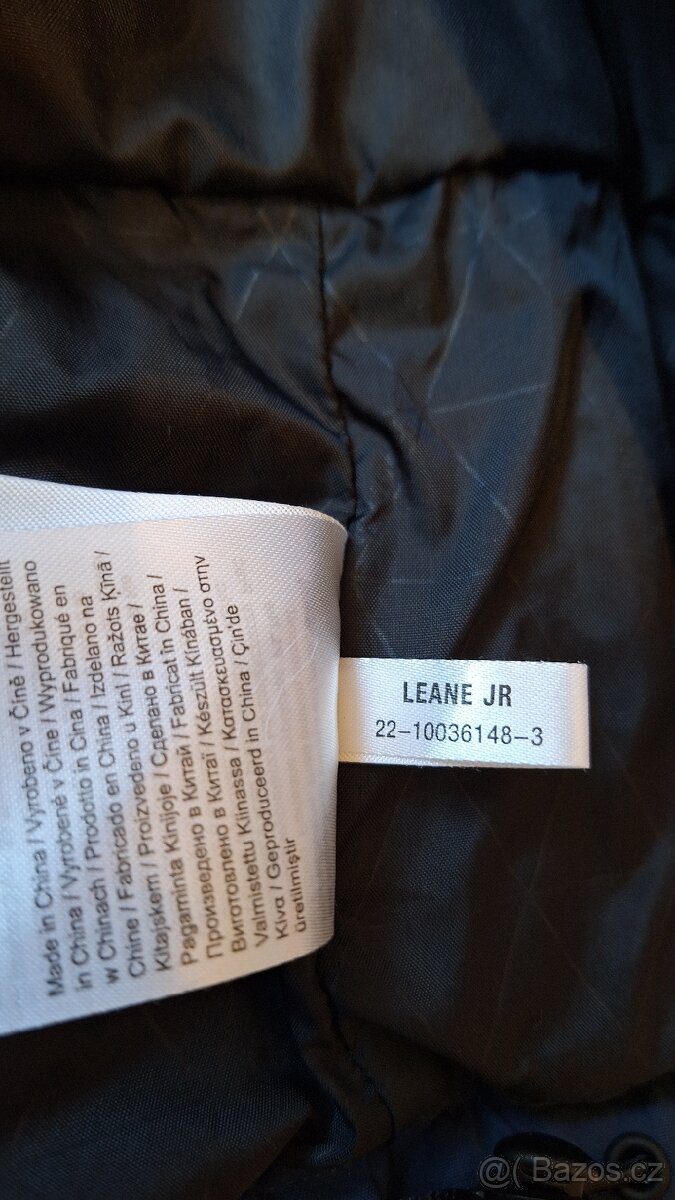 Made in China / Vyrobeno v Číně / Hergestellt
in China / Vyrobené v Číne / Wyprodukowano
w Chinach / Prodotto in Cina / Fabriqué en
Chine / Fabricado en China / Izdelano na
Kitajskem / Proizvedeno u Kini / Ražots Ķīnā /
Pagaminta Kinijoje / Сделано в Китае /
Произведено в Китай / Fabricat în China /
Виготовлено в Китаї / Készült Kínában /
Valmistettu Kiinassa / Κατασκευασμένο στην
Κίνα / Geproduceerd in China / Çin'de
üretilmiştir
LEANE JR
22-10036148-3
@( Bazos.cz